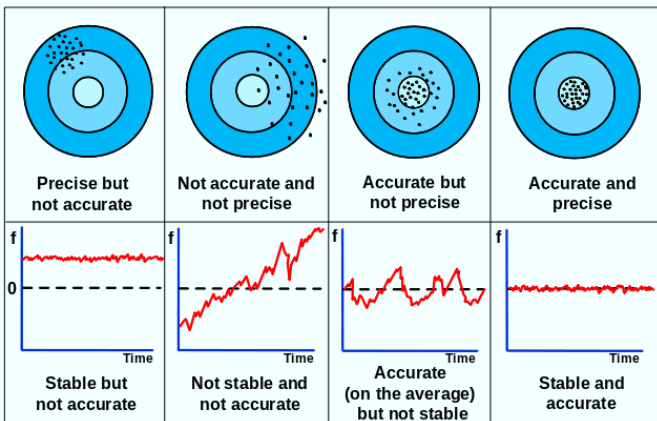 Precise but
not accurate
Not accurate and
not precise
Accurate but
not precise
Accurate and
precise
f
0
Time
Stable but
not accurate
f
Time
Not stable and
not accurate
f
Time
Accurate
(on the average)
but not stable
f
Time
Stable and
accurate